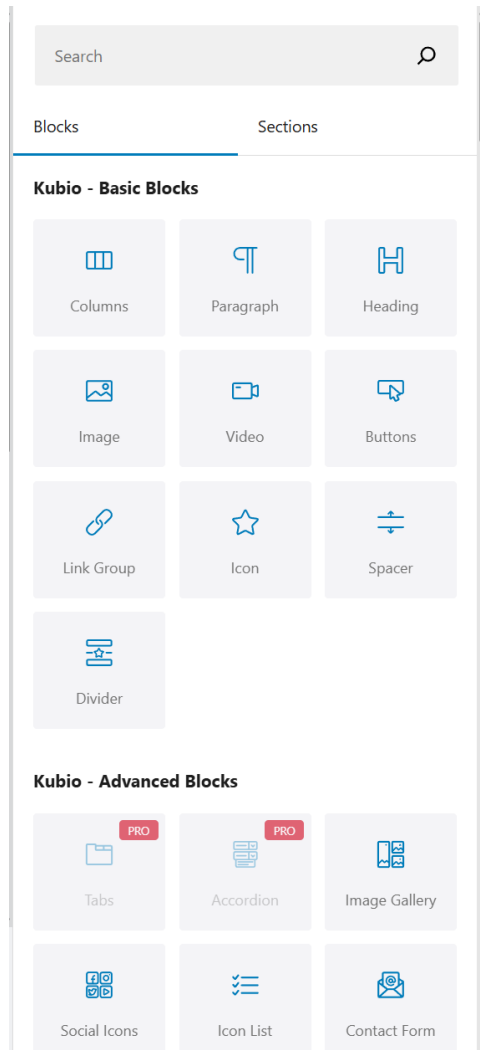 Search
Blocks Sections
Kubio - Basic Blocks
Columns Paragraph Heading
Image Video Buttons
Link Group Icon Spacer
Divider
Kubio - Advanced Blocks
PRO PRO
Tabs Accordion Image Gallery
Social Icons Icon List Contact Form